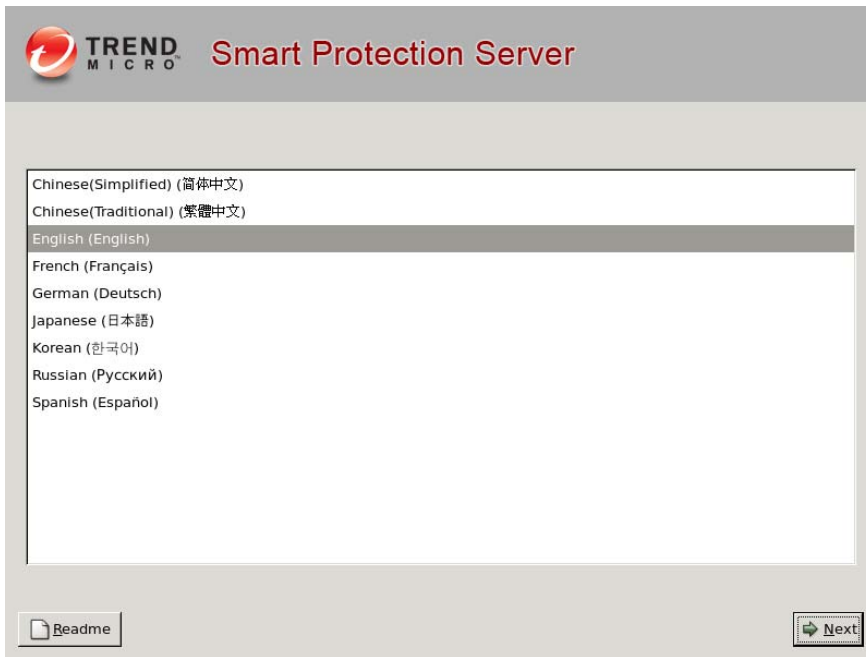 TREND
MICRO™
Smart Protection Server
Chinese(Simplified) (简体中文)
Chinese(Traditional) (繁體中文)
English (English)
French (Français)
German (Deutsch)
Japanese (日本語)
Korean (한국어)
Russian (Русский)
Spanish (Español)
Readme
Next